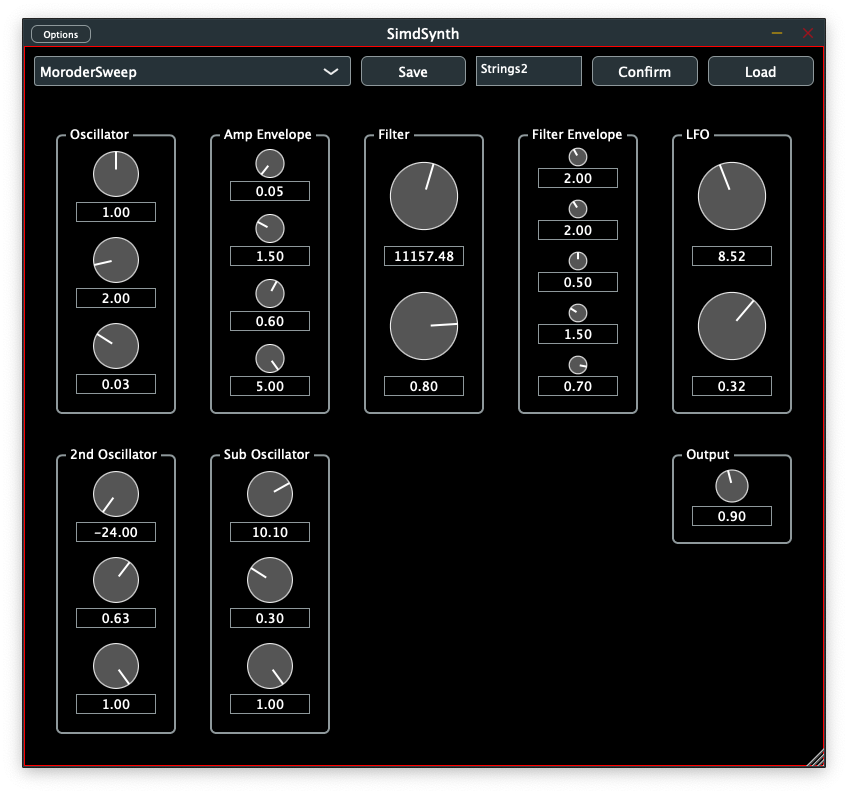 Options
SimdSynth
MoroderSweep
Save
Strings2
Confirm
Load
Oscillator
1.00
2.00
0.03
Amp Envelope
0.05
1.50
0.60
5.00
Filter
11157.48
0.80
Filter Envelope
2.00
2.00
0.50
1.50
0.70
LFO
8.52
0.32
2nd Oscillator
-24.00
0.63
1.00
Sub Oscillator
10.10
0.30
1.00
Output
0.90